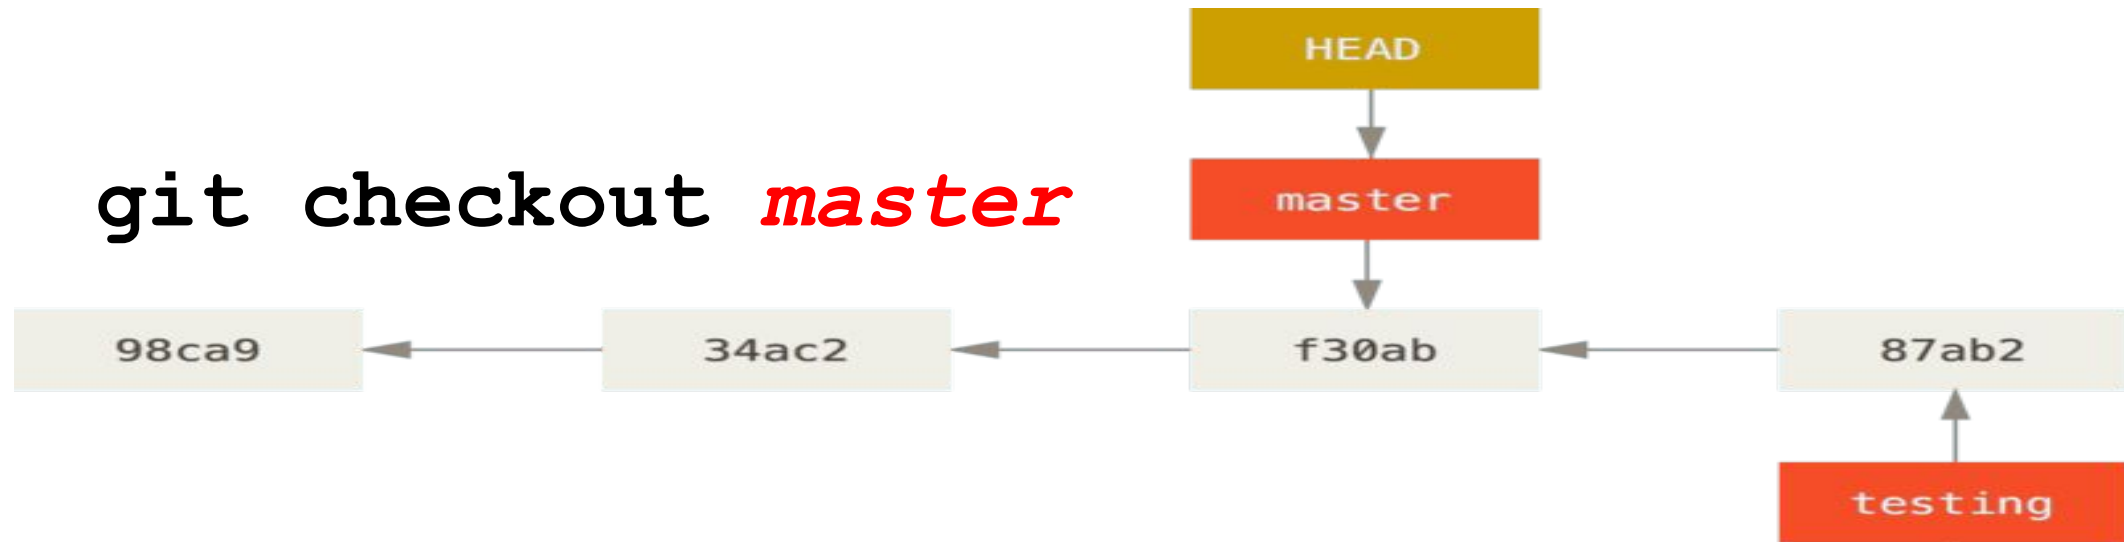 HEAD
git checkout master
master
98ca9
34ac2
f30ab
87ab2
testing